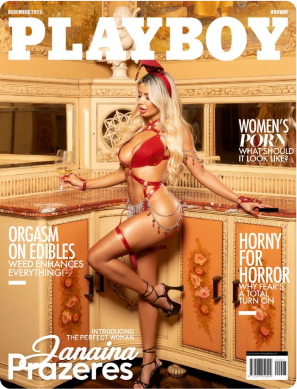 DECEMBER 2023
NORWAY
PLAYBOY
WOMEN'S
PORN
WHAT SHOULD
IT LOOK LIKE?
ORGASM
ON EDIBLES
WEED ENHANCES
EVERYTHING!
HORNY
FOR
HORROR
WHY FEAR'S
A TOTAL
TURN ON
INTRODUCING
THE PERFECT WOMAN
Janaina
Prazeres